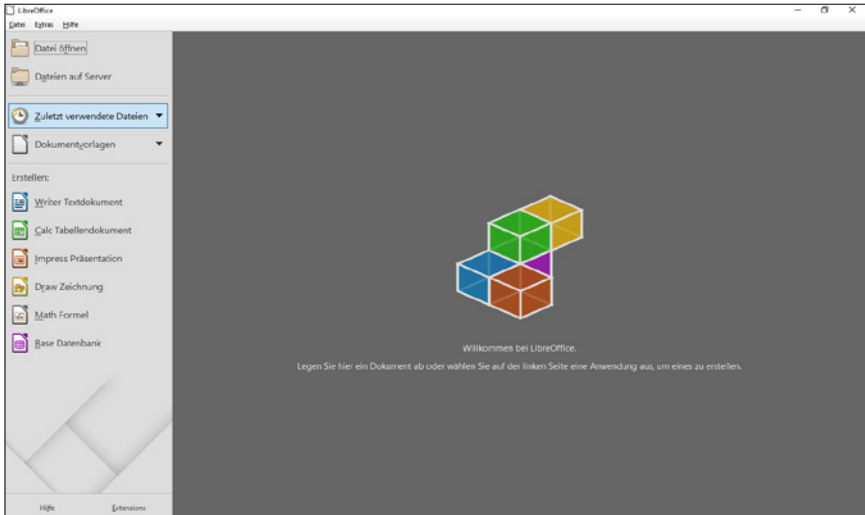 LibreOffice
Datei Extras Hilfe
Datei öffnen
Dateien auf Server
Zuletzt verwendete Dateien
Dokumentvorlagen
Erstellen:
Writer Textdokument
Calc Tabellendokument
Impress Präsentation
Draw Zeichnung
Math Formel
Base Datenbank
Willkommen bei LibreOffice.
Legen Sie hier ein Dokument ab oder wählen Sie auf der linken Seite eine Anwendung aus, um eines zu erstellen.
Hilfe Extensions